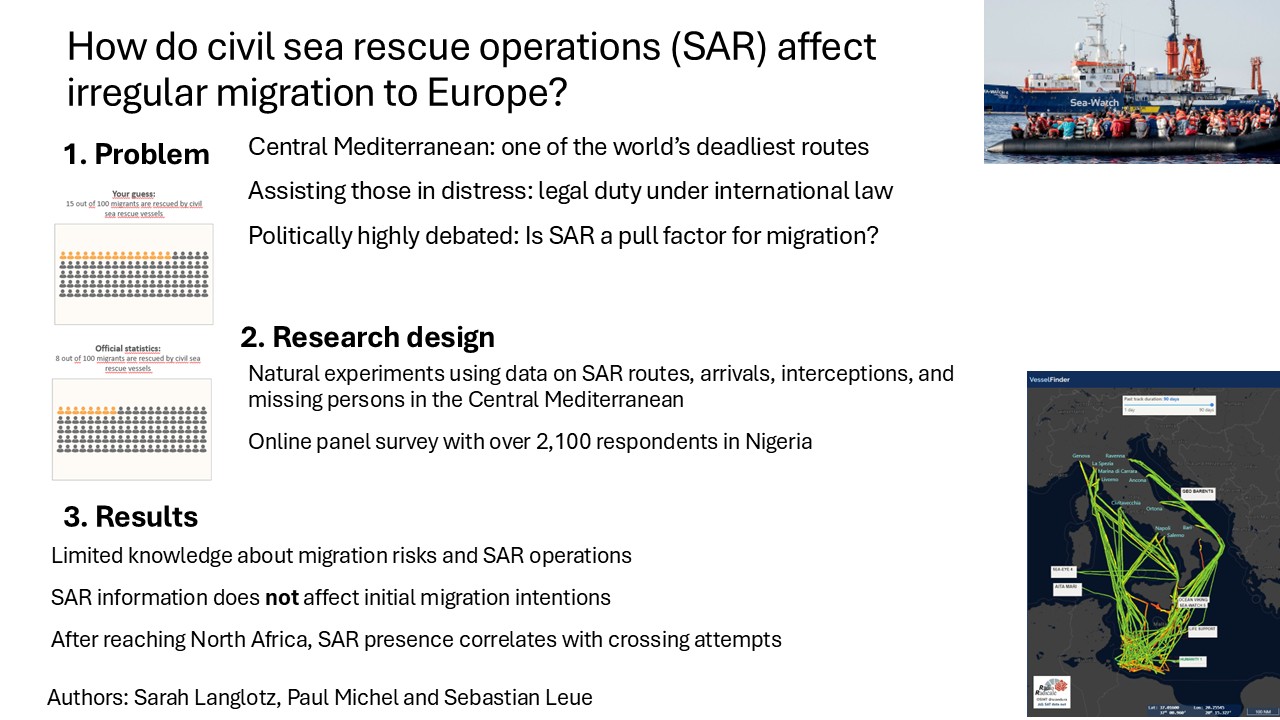 How do civil sea rescue operations (SAR) affect
irregular migration to Europe?
Sea-Watch
1. Problem
Central Mediterranean: one of the world’s deadliest routes
Assisting those in distress: legal duty under international law
Politically highly debated: Is SAR a pull factor for migration?
Your guess:
15 out of 100 migrants are rescued by civil
sea rescue vessels
Official statistics:
8 out of 100 migrants are rescued by civil sea
rescue vessels
2. Research design
Natural experiments using data on SAR routes, arrivals, interceptions, and
missing persons in the Central Mediterranean
Online panel survey with over 2,100 respondents in Nigeria
3. Results
Limited knowledge about migration risks and SAR operations
SAR information does not affect initial migration intentions
After reaching North Africa, SAR presence correlates with crossing attempts
Authors: Sarah Langlotz, Paul Michel and Sebastian Leue
VesselFinder
Past track duration: 90 days
1 day
90 days
Genova
Ravenna
La Spezia
Marina di Carrara
Livorno
Ancona
GEO BARENTS
Civitavecchia
Ortona
Napoli
Bari
Salerno
SEA-EYE 4
AITA MARI
OCEAN VIKING
SEA-WATCH 5
LIFE SUPPORT
HUMANITY 1
Radio
Radicale
100 NM